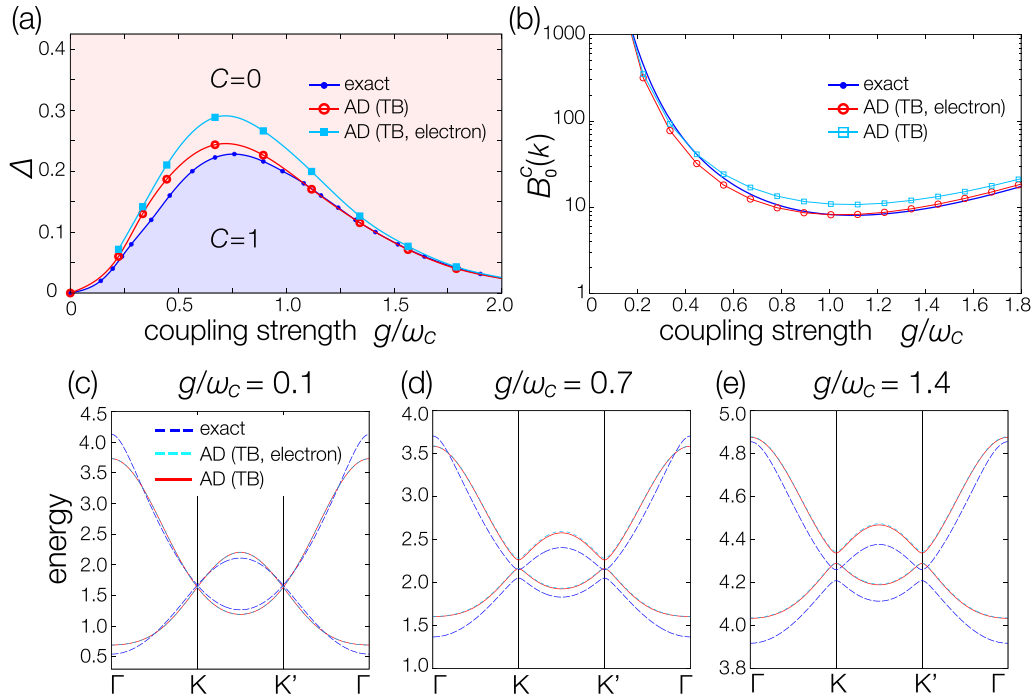 (a)
0.4
0.3
0.2
0.1
0
Δ
C=0
C=1
exact
AD (TB)
AD (TB, electron)
0 0.5 1.0 1.5 2.0
coupling strength g/ω_c
(b)
1000
100
10
1
B_0^C(k)
exact
AD (TB, electron)
AD (TB)
0 0.2 0.4 0.6 0.8 1.0 1.2 1.4 1.6 1.8
coupling strength g/ω_c
(c) g/ω_c = 0.1
4.5
4.0
3.5
3.0
2.5
2.0
1.5
1.0
0.5
energy
exact
AD (TB, electron)
AD (TB)
Γ K K' Γ
(d) g/ω_c = 0.7
4.0
3.5
3.0
2.5
2.0
1.5
1.0
Γ K K' Γ
(e) g/ω_c = 1.4
5.0
4.8
4.6
4.4
4.2
4.0
3.8
Γ K K' Γ